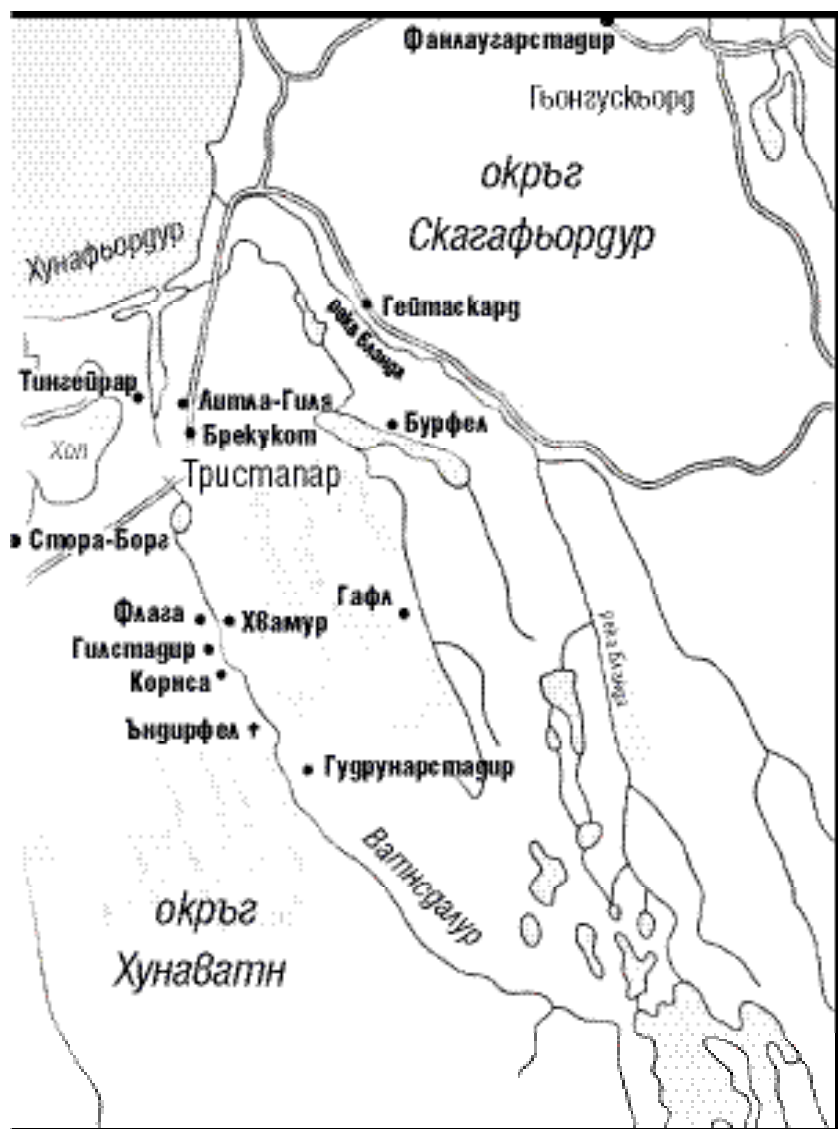 Фанлаугарстадир
Гьонгускьорд
окръг
Скагафьордур
Хунафьордур
Гейтаскард
река Бланда
Тингейрар
Литла-Гиля
Бурфел
Брекукот
Хоп
Тристапар
Стора-Борг
Гафл
река Бланда
Флага
Хвамур
Гилстадир
Корнса
Ъндирфел
Гудрунарстадир
Ватнсдалур
окръг
Хунаватн